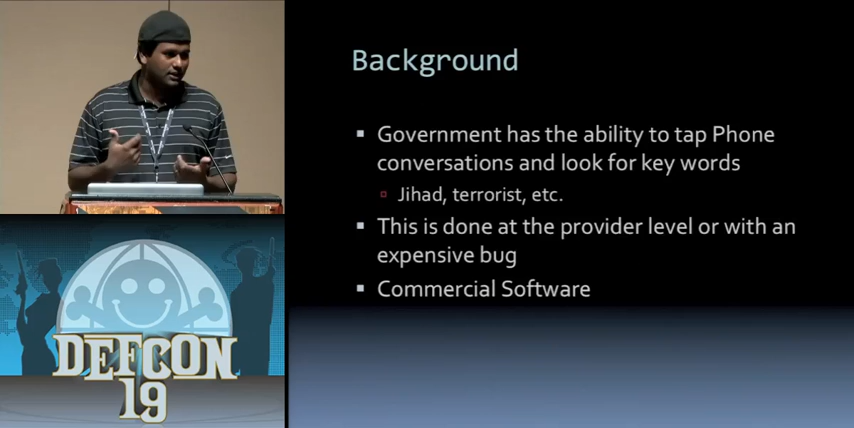 Background
Government has the ability to tap Phone
conversations and look for key words
Jihad, terrorist, etc.
This is done at the provider level or with an
expensive bug
Commercial Software
DEFCON
19